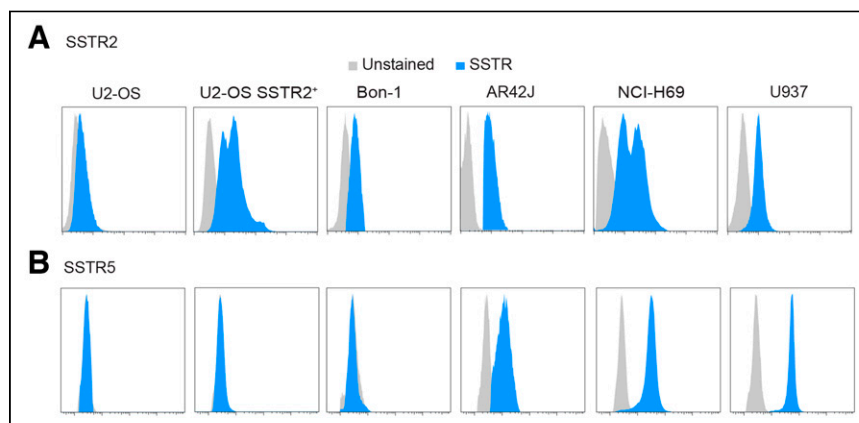 A SSTR2
Unstained SSTR
U2-OS U2-OS SSTR2⁺ Bon-1 AR42J NCI-H69 U937
B SSTR5